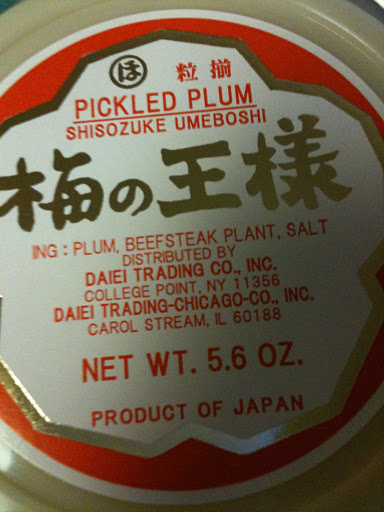 ほ 粒揃
PICKLED PLUM
SHISOZUKE UMEBOSHI
梅の王様
ING : PLUM, BEEFSTEAK PLANT, SALT
DISTRIBUTED BY
DAIEI TRADING CO., INC.
COLLEGE POINT, NY 11356
DAIEI TRADING-CHICAGO-CO., INC.
CAROL STREAM, IL 60188
NET WT. 5.6 OZ.
PRODUCT OF JAPAN